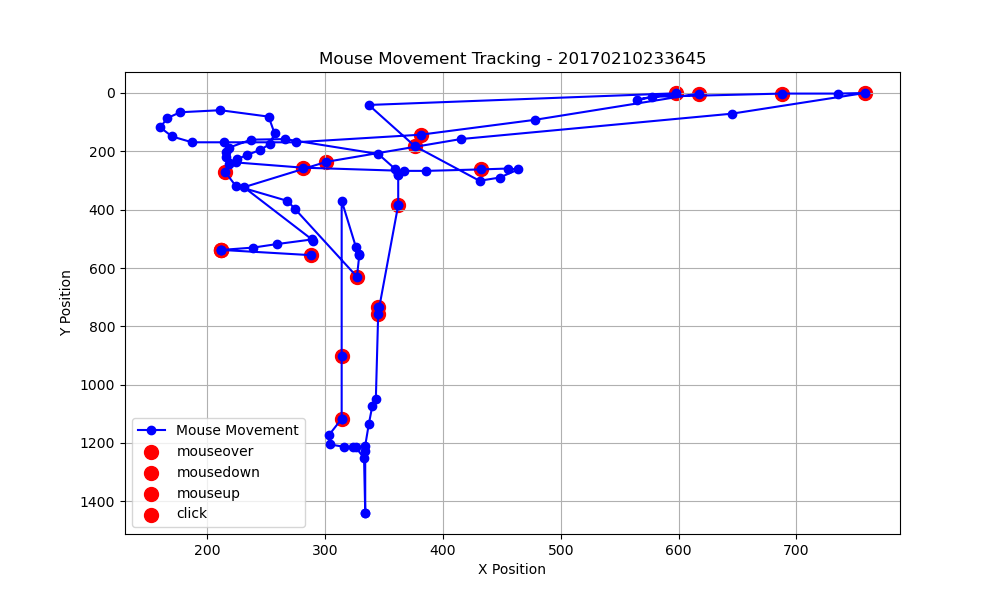 Mouse Movement Tracking - 20170210233645
0
200
400
600
800
1000
1200
1400
Y Position
Mouse Movement
mouseover
mousedown
mouseup
click
200
300
400
500
600
700
X Position